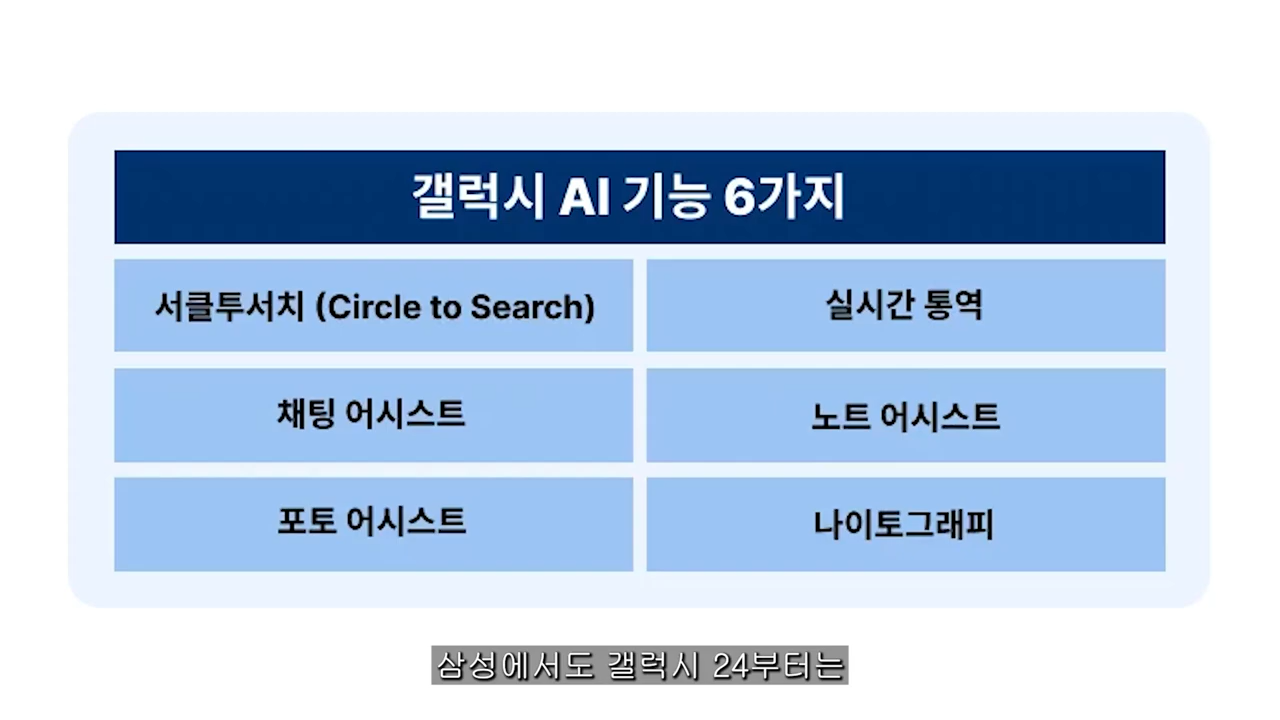 갤럭시 AI 기능 6가지
서클투서치 (Circle to Search)
실시간 통역
채팅 어시스트
노트 어시스트
포토 어시스트
나이토그래피
삼성에서도 갤럭시 24부터는